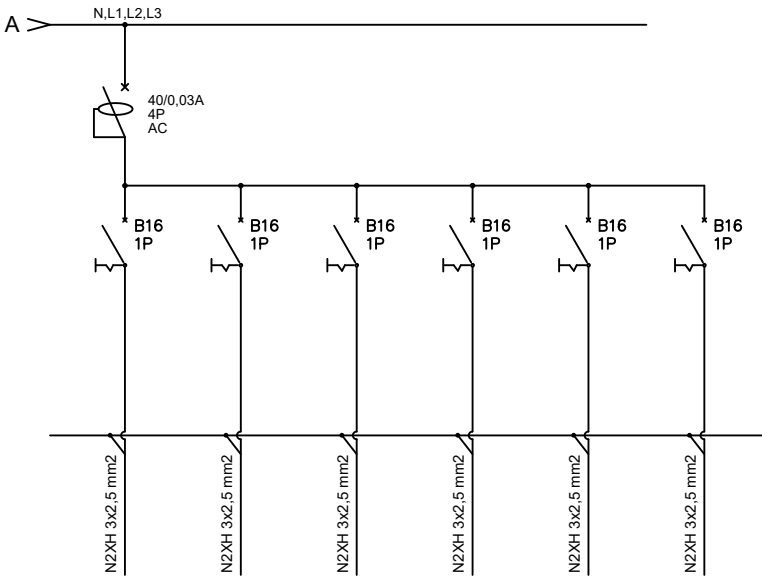 A
N,L1,L2,L3
40/0,03A
4P
AC
B16
1P
B16
1P
B16
1P
B16
1P
B16
1P
B16
1P
N2XH 3x2,5 mm2
N2XH 3x2,5 mm2
N2XH 3x2,5 mm2
N2XH 3x2,5 mm2
N2XH 3x2,5 mm2
N2XH 3x2,5 mm2